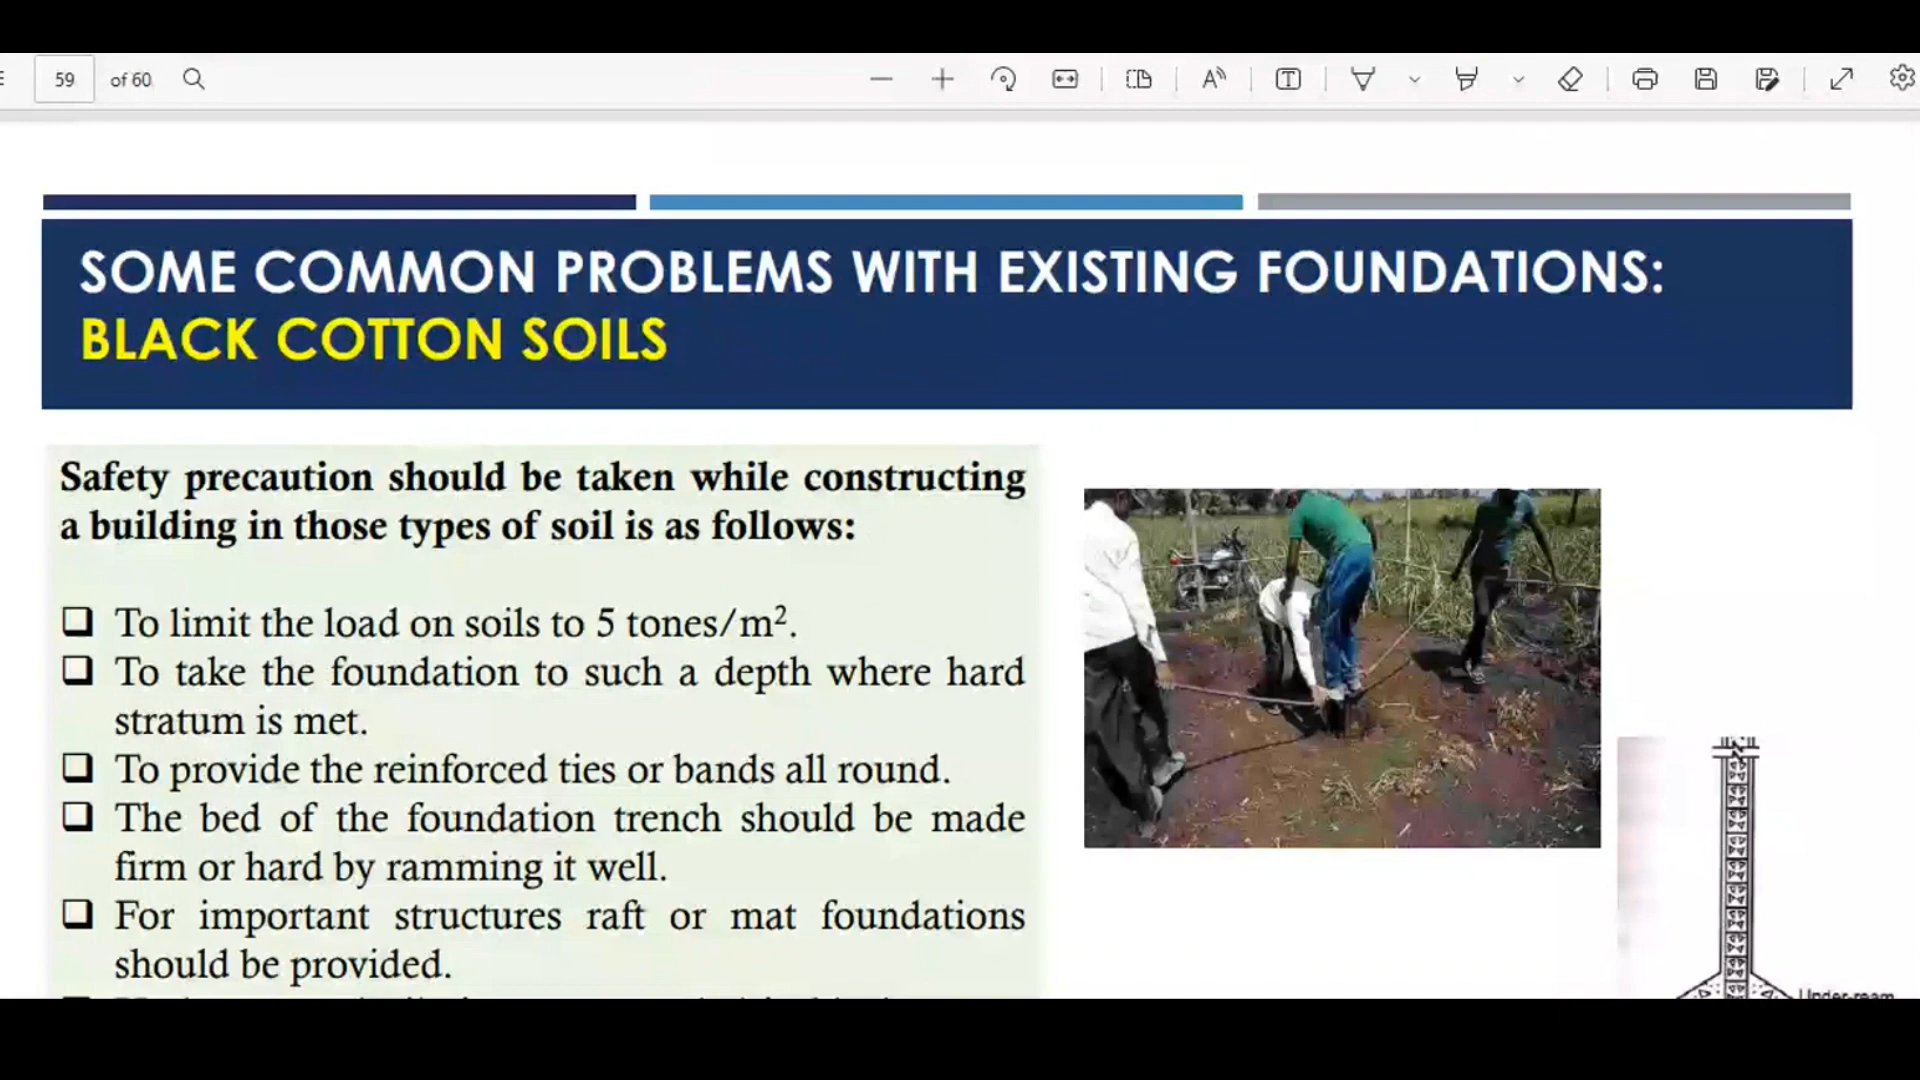 59 of 60
SOME COMMON PROBLEMS WITH EXISTING FOUNDATIONS:
BLACK COTTON SOILS
Safety precaution should be taken while constructing
a building in those types of soil is as follows:
To limit the load on soils to 5 tones/m².
To take the foundation to such a depth where hard
stratum is met.
To provide the reinforced ties or bands all round.
The bed of the foundation trench should be made
firm or hard by ramming it well.
For important structures raft or mat foundations
should be provided.
Under-ream